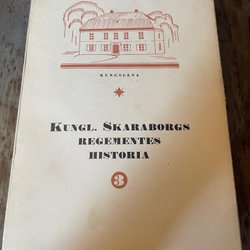 KUNGSLENA
KUNGL. SKARABORGS
REGEMENTES
HISTORIA
3